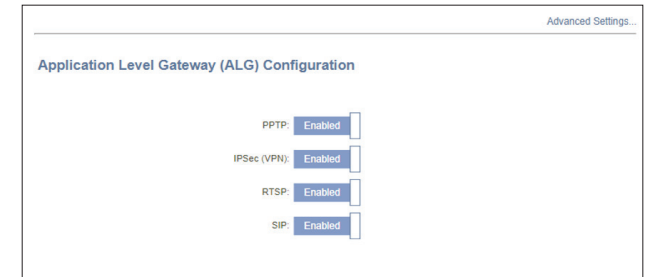 Advanced Settings...
Application Level Gateway (ALG) Configuration
PPTP: Enabled
IPSec (VPN): Enabled
RTSP: Enabled
SIP: Enabled